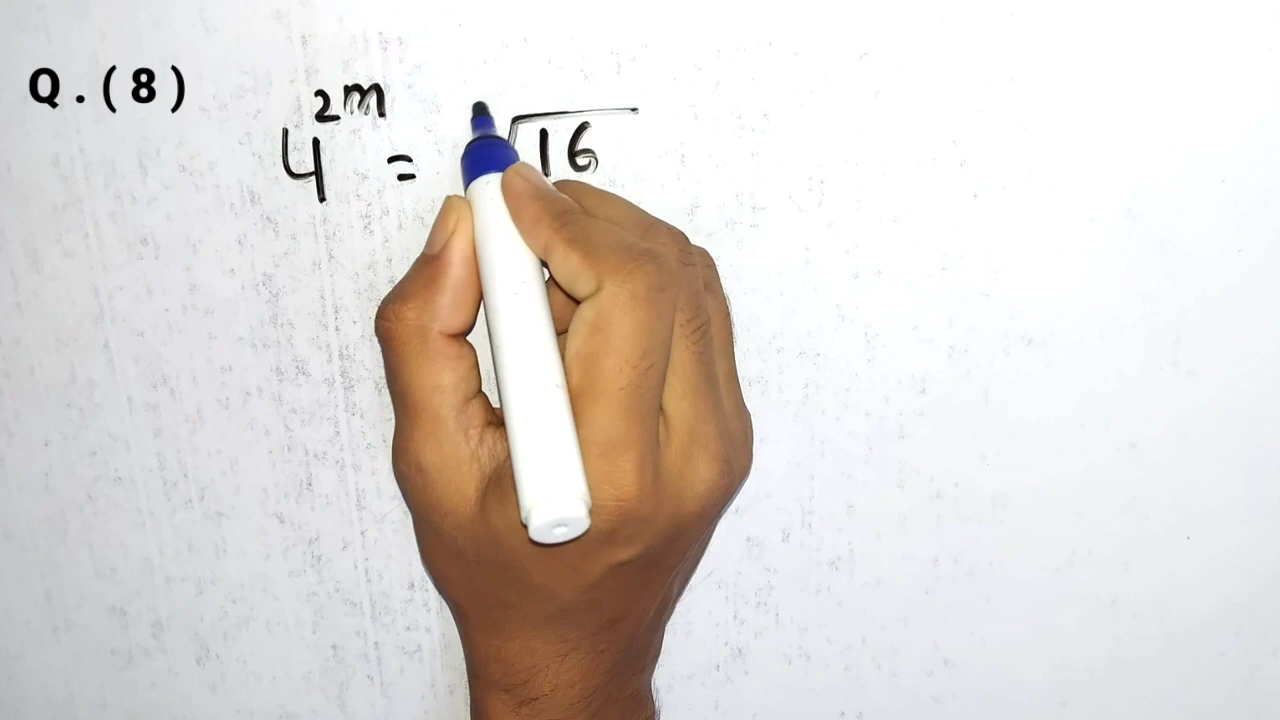 Q.(8)
4^{2m} = √16